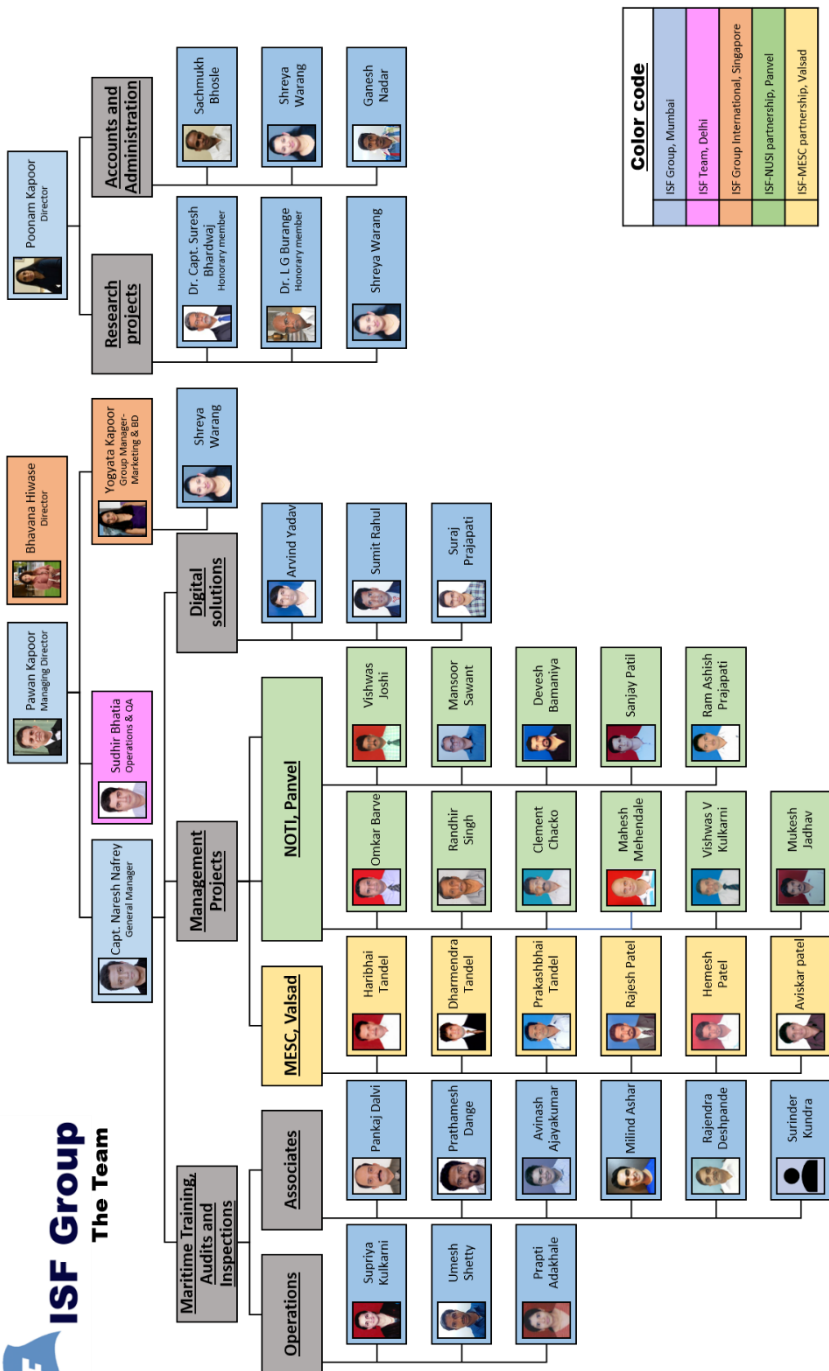 F
ISF Group
The Team
Pawan Kapoor
Managing Director
Bhavana Hiwase
Director
Poonam Kapoor
Director
Capt. Naresh Nafrey
General Manager
Sudhir Bhatia
Operations & QA
Yogyata Kapoor
Group Manager-
Marketing & BD
Research
projects
Accounts and
Administration
Maritime Training,
Audits and
Inspections
Management
Projects
Digital
solutions
Shreya
Warang
Dr. Capt. Suresh
Bhardwaj
Honorary member
Dr. L G Burange
Honorary member
Shreya Warang
Sachmukh
Bhosle
Shreya
Warang
Ganesh
Nadar
Operations
Associates
MESC, Valsad
NOTI, Panvel
Supriya
Kulkarni
Umesh
Shetty
Prapti
Adakhale
Pankaj Dalvi
Prathamesh
Dange
Avinash
Ajayakumar
Milind Ashar
Rajendra
Deshpande
Surinder
Kundra
Haribhai
Tandel
Dharmendra
Tandel
Prakashbhai
Tandel
Rajesh Patel
Hemesh
Patel
Aviskar patel
Omkar Barve
Randhir
Singh
Clement
Chacko
Mahesh
Mehendale
Vishwas V
Kulkarni
Mukesh
Jadhav
Vishwas
Joshi
Mansoor
Sawant
Devesh
Bamaniya
Sanjay Patil
Ram Ashish
Prajapati
Arvind Yadav
Sumit Rahul
Suraj
Prajapati
Color code
ISF Group, Mumbai
ISF Team, Delhi
ISF Group International, Singapore
ISF-NUSI partnership, Panvel
ISF-MESC partnership, Valsad